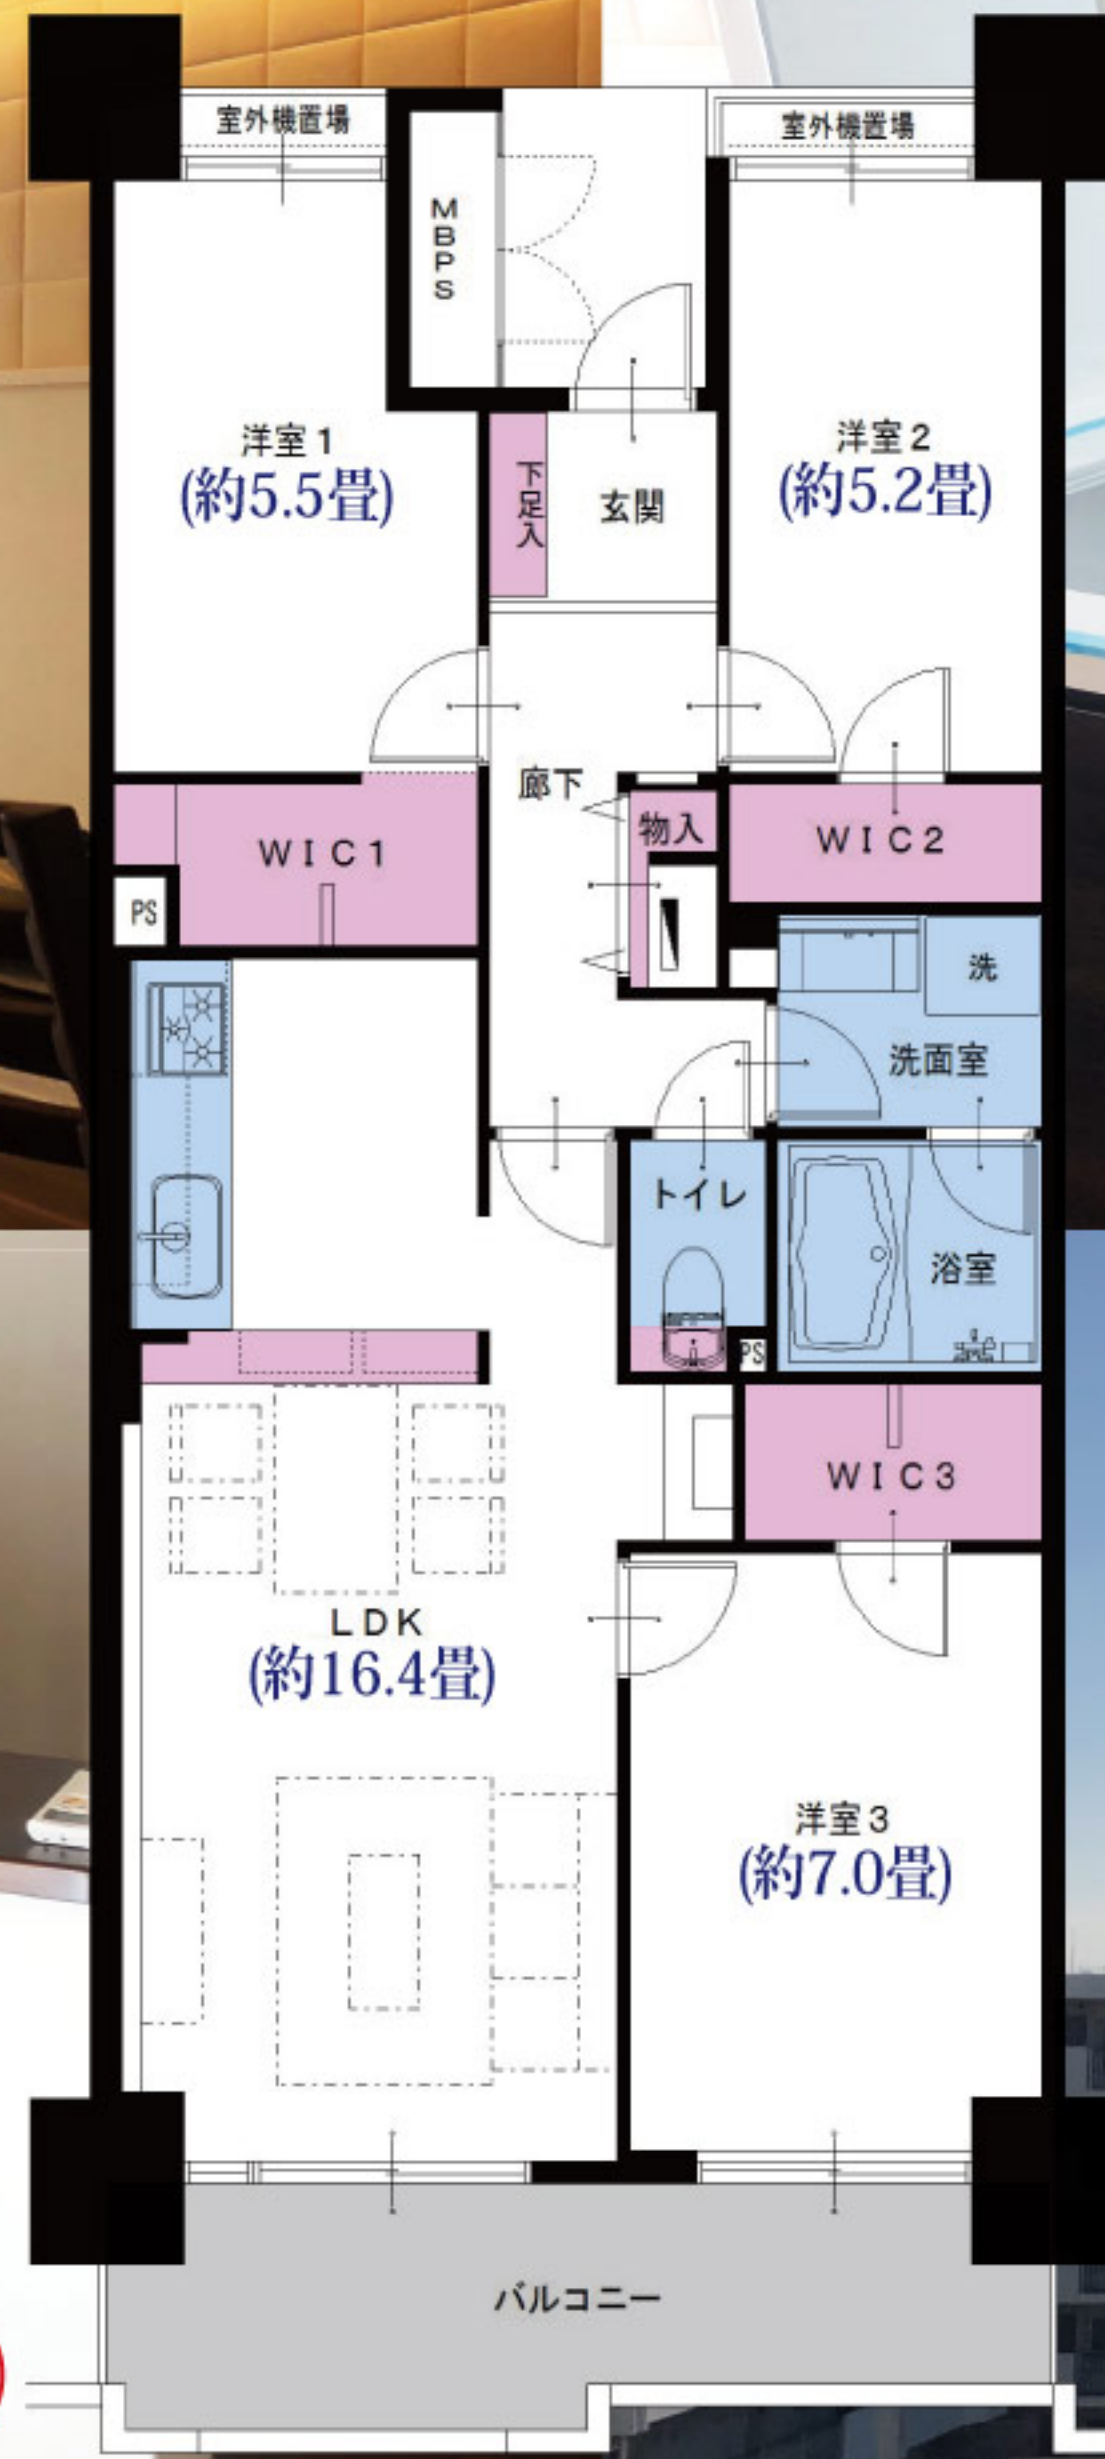 室外機置場
室外機置場
MBPS
洋室1
(約5.5畳)
下足入
玄関
洋室2
(約5.2畳)
廊下
物入
WIC1
WIC2
PS
洗
洗面室
トイレ
浴室
PS
WIC3
LDK
(約16.4畳)
洋室3
(約7.0畳)
バルコニー